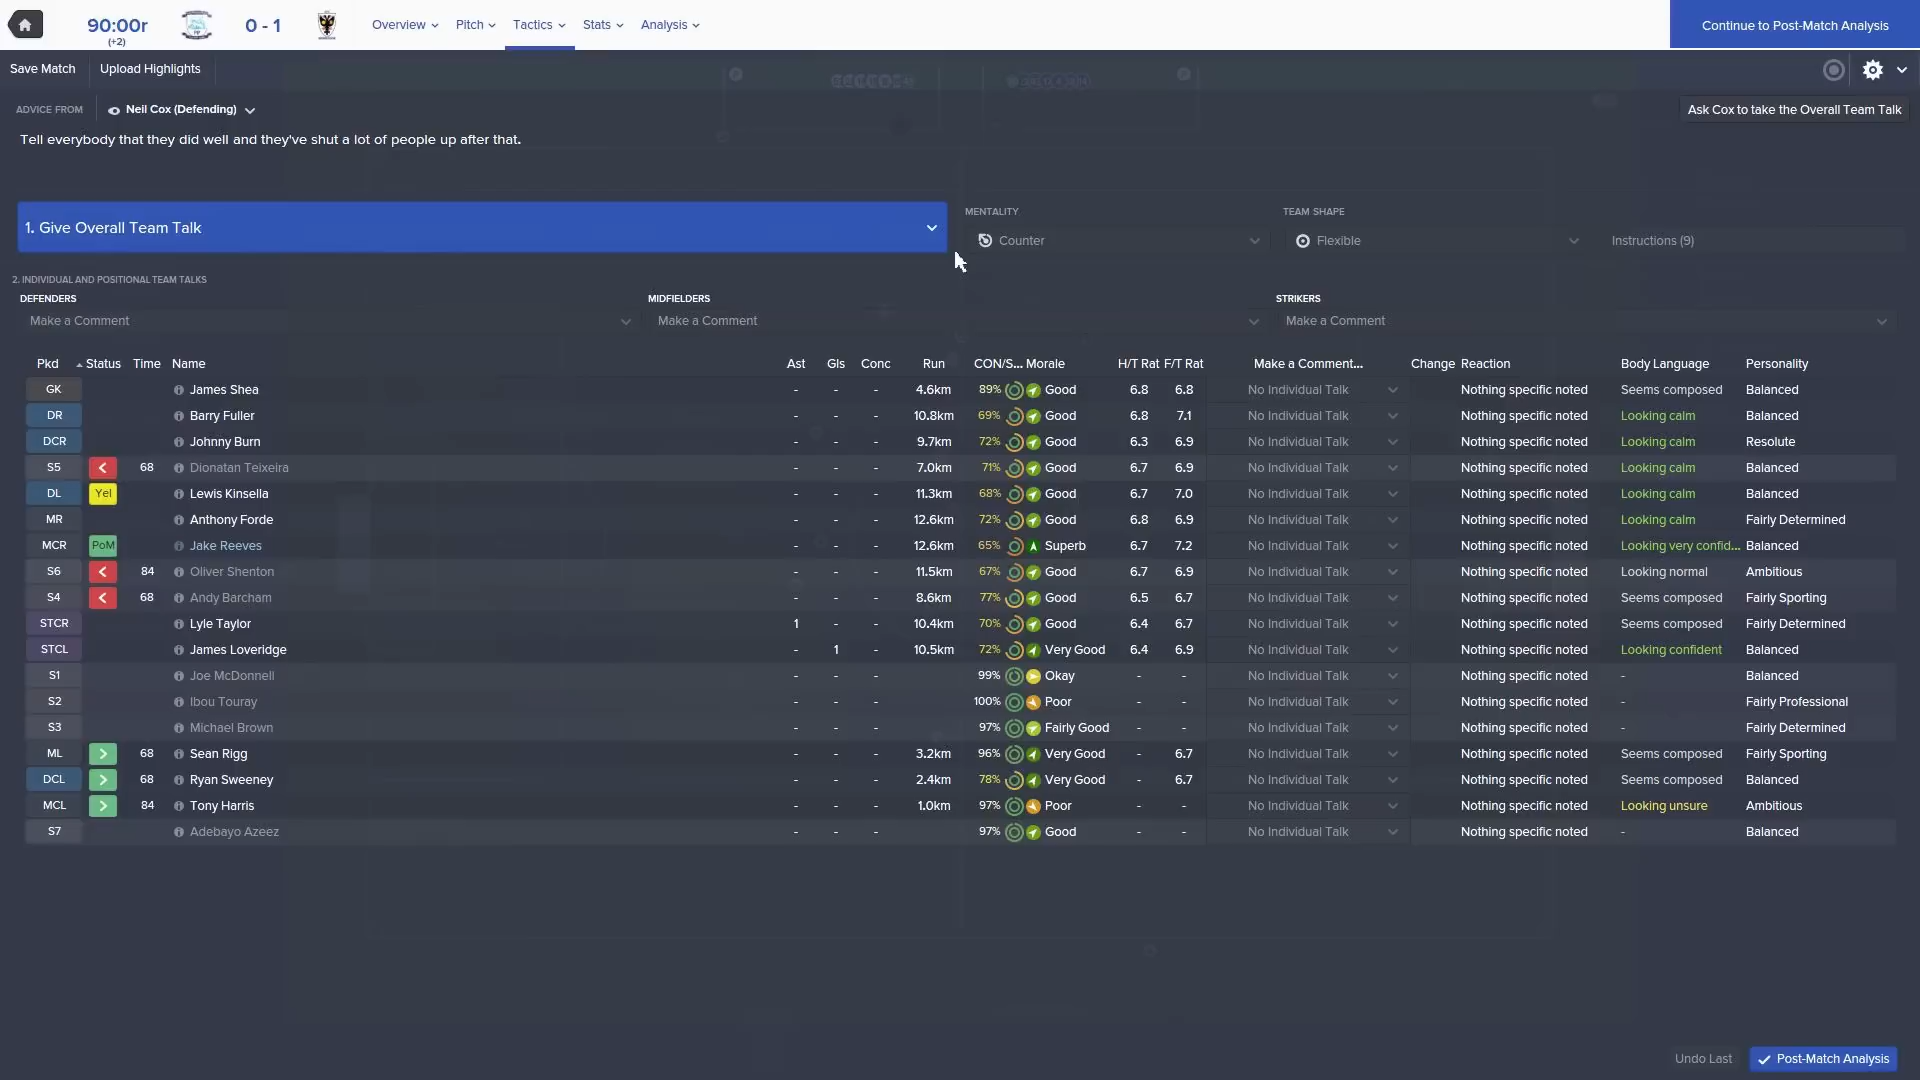 90:00r
(+2)
0 - 1
Overview
Pitch
Tactics
Stats
Analysis
Continue to Post-Match Analysis
Save Match
Upload Highlights
ADVICE FROM
Neil Cox (Defending)
Ask Cox to take the Overall Team Talk
Tell everybody that they did well and they've shut a lot of people up after that.
1. Give Overall Team Talk
MENTALITY
Counter
TEAM SHAPE
Flexible
Instructions (9)
2. INDIVIDUAL AND POSITIONAL TEAM TALKS
DEFENDERS
Make a Comment
MIDFIELDERS
Make a Comment
STRIKERS
Make a Comment
Pkd Status Time Name Ast Gls Conc Run CON/S... Morale H/T Rat F/T Rat Make a Comment... Change Reaction Body Language Personality
GK James Shea - - - 4.6km 89% Good 6.8 6.8 No Individual Talk Nothing specific noted Seems composed Balanced
DR Barry Fuller - - - 10.8km 69% Good 6.8 7.1 No Individual Talk Nothing specific noted Looking calm Balanced
DCR Johnny Burn - - - 9.7km 72% Good 6.3 6.9 No Individual Talk Nothing specific noted Looking calm Resolute
S5 68 Dionatan Teixeira - - - 7.0km 71% Good 6.7 6.9 No Individual Talk Nothing specific noted Looking calm Balanced
DL Yel Lewis Kinsella - - - 11.3km 68% Good 6.7 7.0 No Individual Talk Nothing specific noted Looking calm Balanced
MR Anthony Forde - - - 12.6km 72% Good 6.8 6.9 No Individual Talk Nothing specific noted Looking calm Fairly Determined
MCR PoM Jake Reeves - - - 12.6km 65% Superb 6.7 7.2 No Individual Talk Nothing specific noted Looking very confid... Balanced
S6 84 Oliver Shenton - - - 11.5km 67% Good 6.7 6.9 No Individual Talk Nothing specific noted Looking normal Ambitious
S4 68 Andy Barcham - - - 8.6km 77% Good 6.5 6.7 No Individual Talk Nothing specific noted Seems composed Fairly Sporting
STCR Lyle Taylor 1 - - 10.4km 70% Good 6.4 6.7 No Individual Talk Nothing specific noted Seems composed Fairly Determined
STCL James Loveridge - 1 - 10.5km 72% Very Good 6.4 6.9 No Individual Talk Nothing specific noted Looking confident Balanced
S1 Joe McDonnell - - - 99% Okay - - No Individual Talk Nothing specific noted - Balanced
S2 Ibou Touray - - - 100% Poor - - No Individual Talk Nothing specific noted - Fairly Professional
S3 Michael Brown - - - 97% Fairly Good - - No Individual Talk Nothing specific noted - Fairly Determined
ML 68 Sean Rigg - - - 3.2km 96% Very Good - 6.7 No Individual Talk Nothing specific noted Seems composed Fairly Sporting
DCL 68 Ryan Sweeney - - - 2.4km 78% Very Good - 6.7 No Individual Talk Nothing specific noted Seems composed Balanced
MCL 84 Tony Harris - - - 1.0km 97% Poor - - No Individual Talk Nothing specific noted Looking unsure Ambitious
S7 Adebayo Azeez - - - 97% Good - - No Individual Talk Nothing specific noted - Balanced
Undo Last
Post-Match Analysis